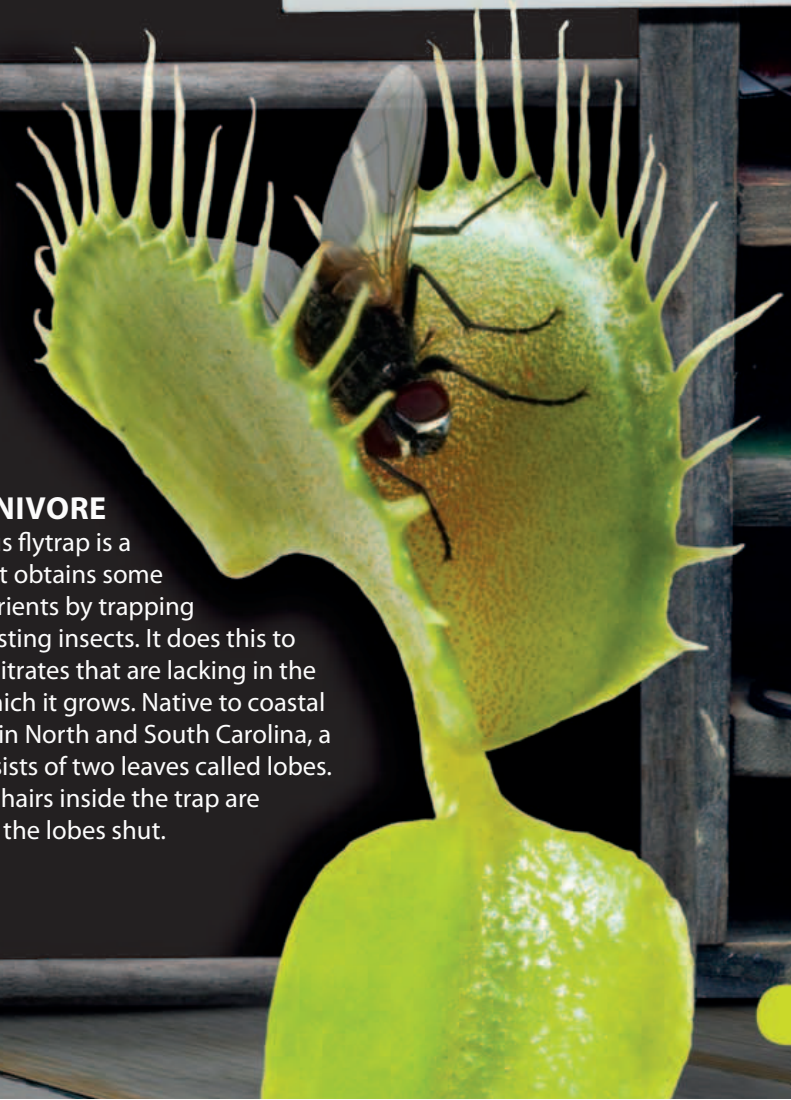 NIVORE
s flytrap is a
t obtains some
rients by trapping
sting insects. It does this to
itrates that are lacking in the
hich it grows. Native to coastal
in North and South Carolina, a
sists of two leaves called lobes.
hairs inside the trap are
the lobes shut.